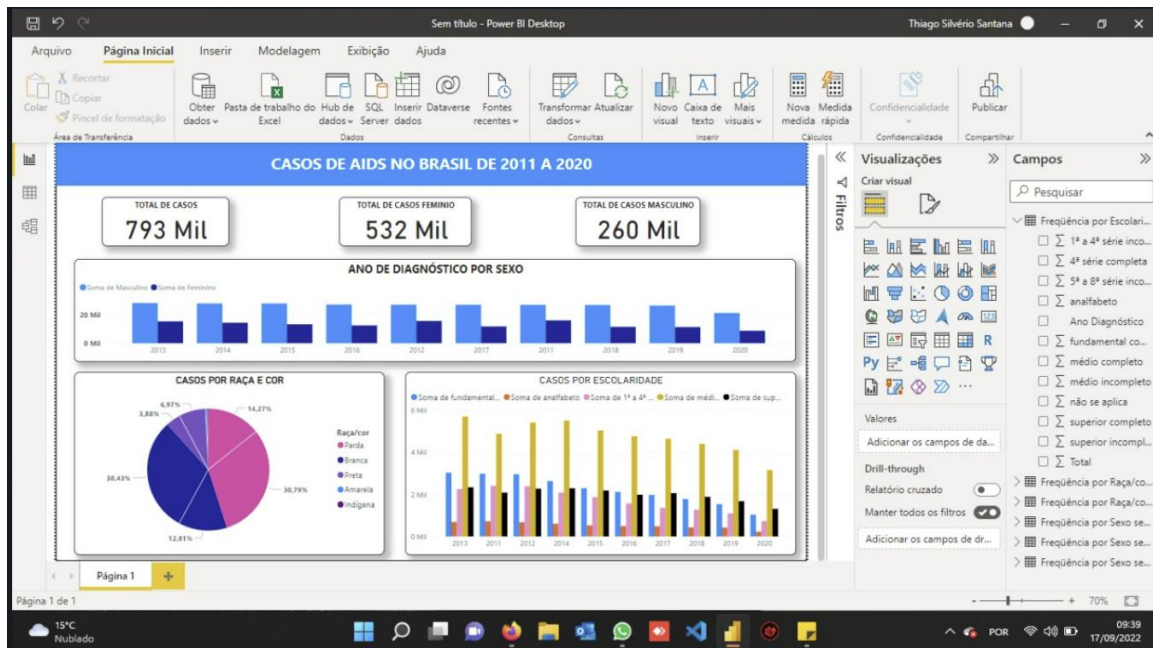 Sem título - Power BI Desktop
Thiago Silvério Santana
Arquivo
Página Inicial
Inserir
Modelagem
Exibição
Ajuda
Colar
Recortar
Copiar
Pincel de formatação
Área de Transferência
Obter dados
Pasta de trabalho do Excel
Hub de dados
SQL Server
Inserir dados
Dataverse
Fontes recentes
Dados
Transformar dados
Atualizar
Consultas
Novo visual
Caixa de texto
Mais visuais
Inserir
Nova medida
Medida rápida
Cálculos
Confidencialidade
Confidencialidade
Publicar
Compartilhar
CASOS DE AIDS NO BRASIL DE 2011 A 2020
TOTAL DE CASOS
793 Mil
TOTAL DE CASOS FEMINIO
532 Mil
TOTAL DE CASOS MASCULINO
260 Mil
ANO DE DIAGNÓSTICO POR SEXO
Soma de Masculino Soma de Feminino
20 Mil
0 Mil
2013 2014 2015 2016 2012 2017 2011 2018 2019 2020
CASOS POR RAÇA E COR
6,97%
3,88%
14,27%
30,43%
30,79%
12,81%
Raça/cor
Parda
Branca
Preta
Amarela
Indígena
CASOS POR ESCOLARIDADE
Soma de fundamental... Soma de analfabeto Soma de 1ª a 4ª ... Soma de médi... Soma de sup...
6 Mil
4 Mil
2 Mil
0 Mil
2013 2011 2012 2014 2015 2016 2017 2018 2019 2020
Filtros
Visualizações
Criar visual
123
R
Py
...
Valores
Adicionar os campos de da...
Drill-through
Relatório cruzado
Manter todos os filtros
Adicionar os campos de dr...
Campos
Pesquisar
Freqüência por Escolari...
1ª a 4ª série inco...
4ª série completa
5ª a 8ª série inco...
analfabeto
Ano Diagnóstico
fundamental co...
médio completo
médio incompleto
não se aplica
superior completo
superior incompl...
Total
Freqüência por Raça/co...
Freqüência por Raça/co...
Freqüência por Sexo se...
Freqüência por Sexo se...
Freqüência por Sexo se...
Página 1
Página 1 de 1
70%
15°C
Nublado
POR
09:39
17/09/2022